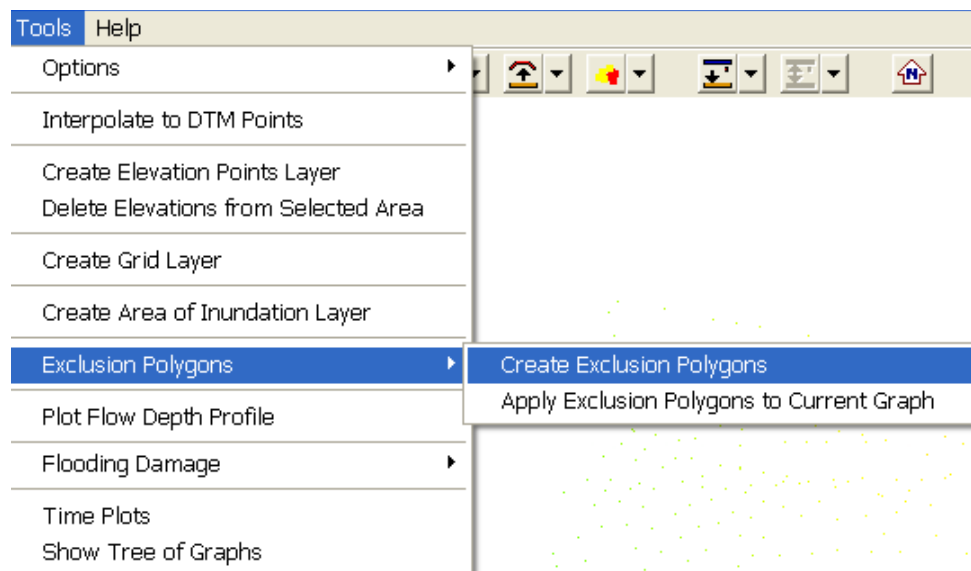 Tools Help
Options
Interpolate to DTM Points
Create Elevation Points Layer
Delete Elevations from Selected Area
Create Grid Layer
Create Area of Inundation Layer
Exclusion Polygons
Create Exclusion Polygons
Apply Exclusion Polygons to Current Graph
Plot Flow Depth Profile
Flooding Damage
Time Plots
Show Tree of Graphs
N